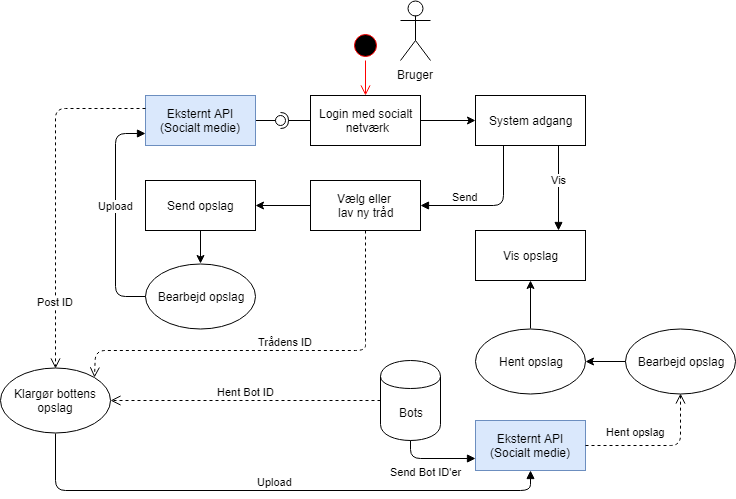 Bruger
Eksternt API
(Socialt medie)
Login med socialt
netværk
System adgang
Upload
Send opslag
Vælg eller
lav ny tråd
Send
Vis
Vis opslag
Bearbejd opslag
Post ID
Trådens ID
Hent opslag
Bearbejd opslag
Klargør bottens
opslag
Hent Bot ID
Bots
Eksternt API
(Socialt medie)
Hent opslag
Send Bot ID'er
Upload